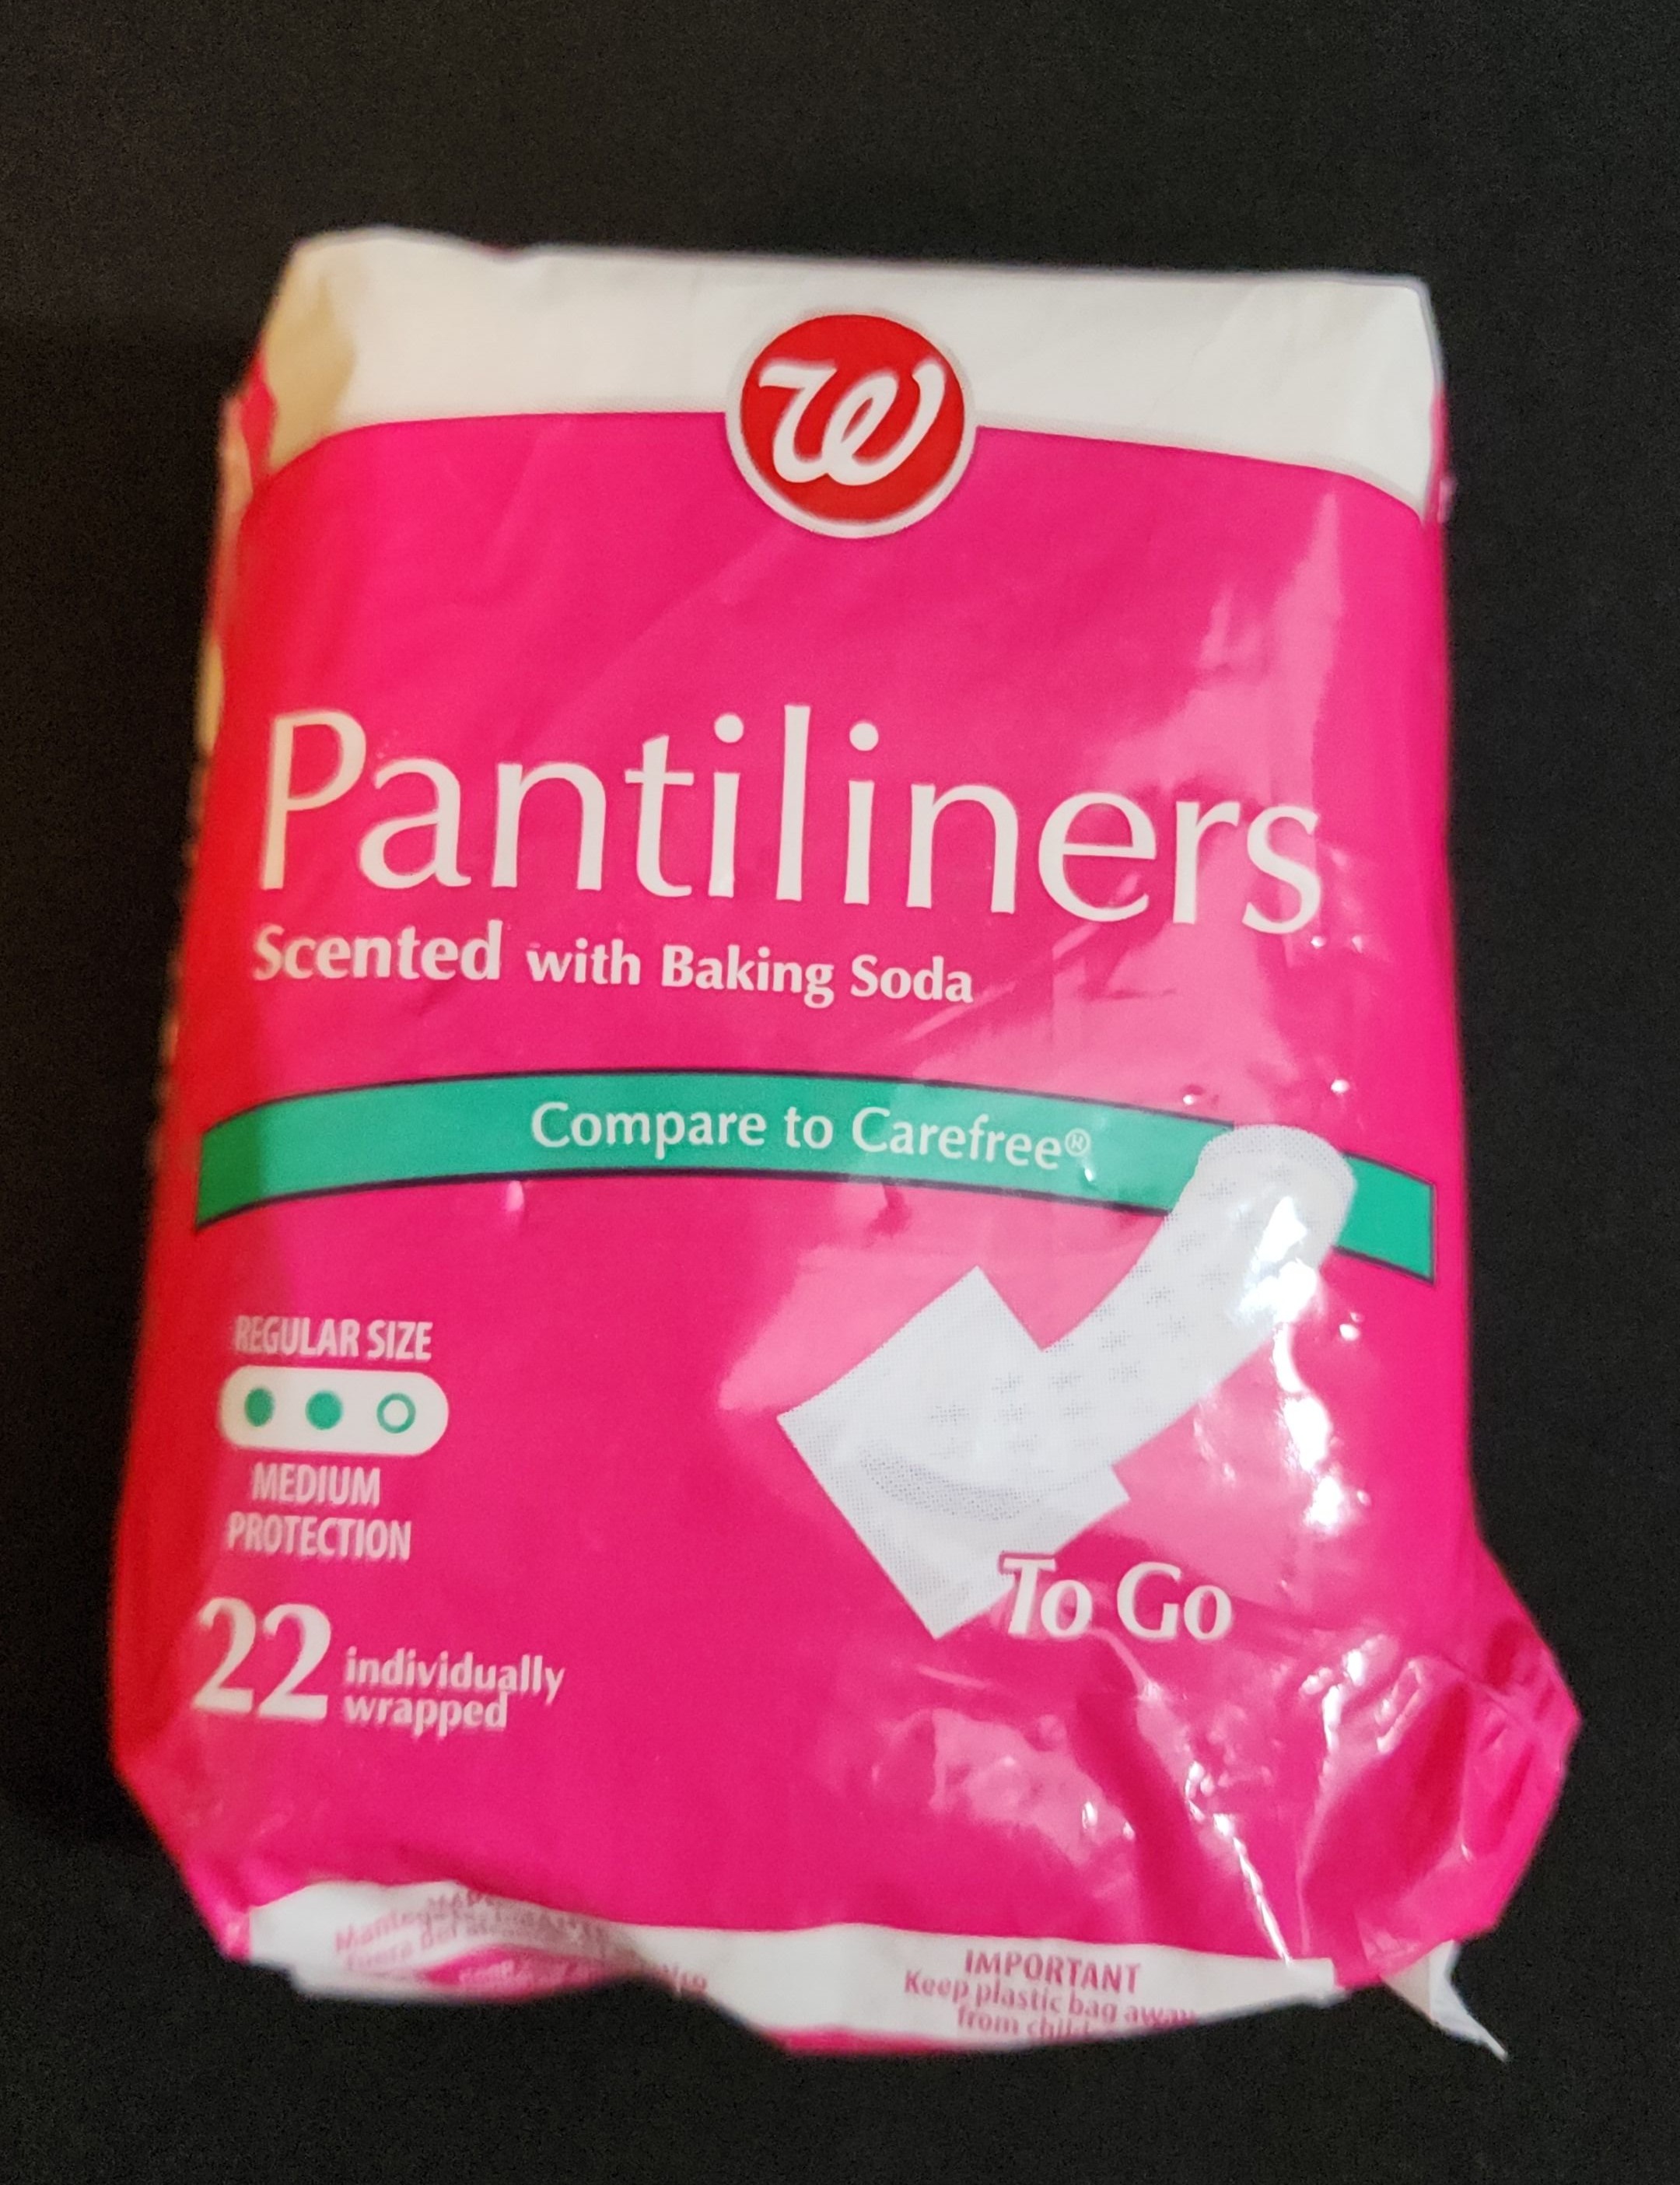 W
Pantiliners
Scented with Baking Soda
Compare to Carefree®
REGULAR SIZE
MEDIUM
PROTECTION
22 individually
wrapped
To Go
IMPORTANT
Keep plastic bag away
from